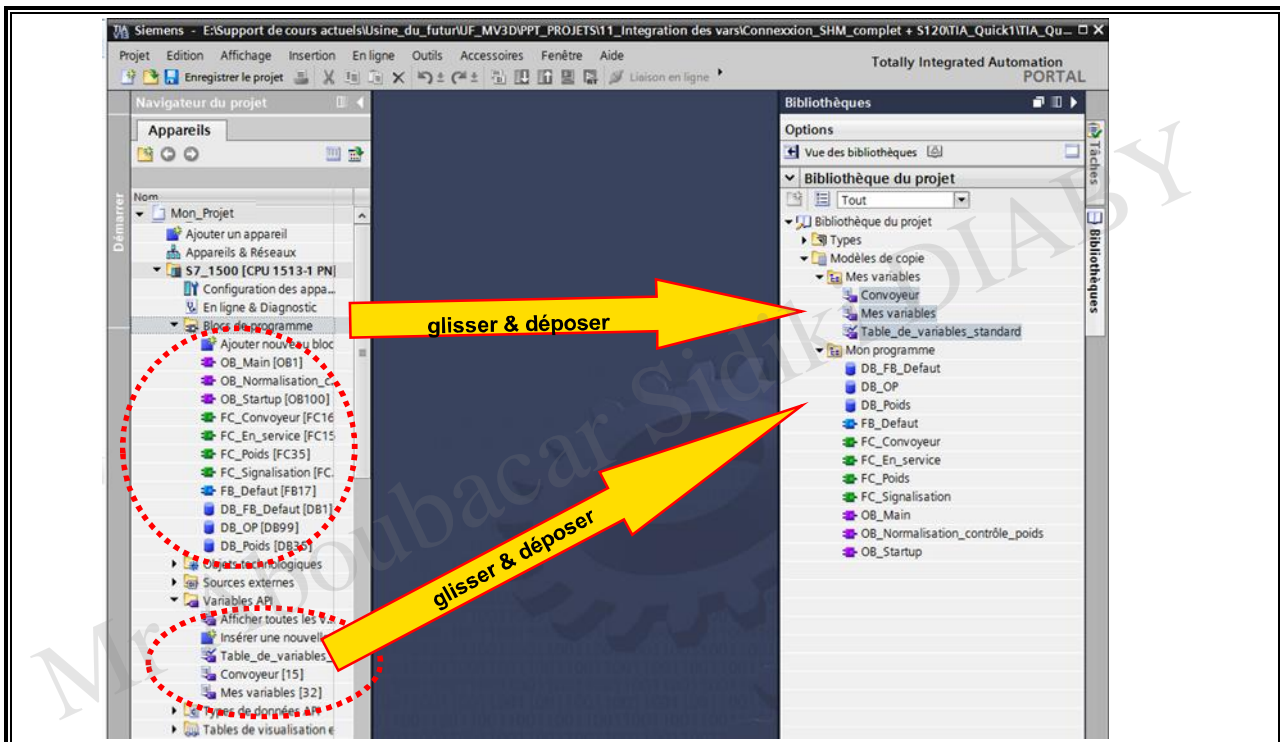 Siemens - E:\Support de cours actuels\Usine_du_futur\UF_MV3D\PPT_PROJETS\11_Integration des vars\Connexxion_SHM_complet + S120\TIA_Quick1\TIA_Qu...
Projet Edition Affichage Insertion En ligne Outils Accessoires Fenêtre Aide
Totally Integrated Automation
PORTAL
Enregistrer le projet
Liaison en ligne
Navigateur du projet
Appareils
Nom
Démarrer
Mon_Projet
Ajouter un appareil
Appareils & Réseaux
S7_1500 [CPU 1513-1 PN]
Configuration des appa...
En ligne & Diagnostic
Blocs de programme
Ajouter nouveau bloc
OB_Main [OB1]
OB_Normalisation_c...
OB_Startup [OB100]
FC_Convoyeur [FC16
FC_En_service [FC15
FC_Poids [FC35]
FC_Signalisation [FC.
FB_Defaut [FB17]
DB_FB_Defaut [DB1]
DB_OP [DB99]
DB_Poids [DB35]
Objets technologiques
Sources externes
Variables API
Afficher toutes les v...
Insérer une nouvell
Table_de_variables_
Convoyeur [15]
Mes variables [32]
Types de données API
Tables de visualisation e
glisser & déposer
glisser & déposer
Bibliothèques
Options
Vue des bibliothèques
Bibliothèque du projet
Tout
Bibliothèque du projet
Types
Modèles de copie
Mes variables
Convoyeur
Mes variables
Table_de_variables_standard
Mon programme
DB_FB_Defaut
DB_OP
DB_Poids
FB_Defaut
FC_Convoyeur
FC_En_service
FC_Poids
FC_Signalisation
OB_Main
OB_Normalisation_contrôle_poids
OB_Startup
Tâches
Bibliothèques
Mr Aboubacar Sidiki DIABY